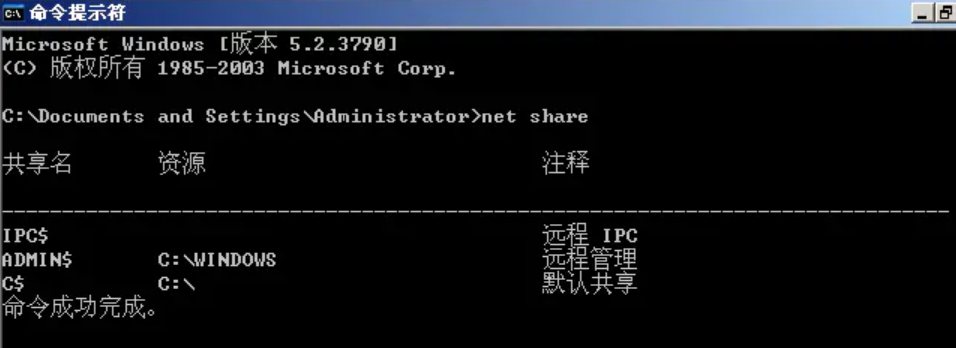 命令提示符
Microsoft Windows [版本 5.2.3790]
(C) 版权所有 1985-2003 Microsoft Corp.
C:\Documents and Settings\Administrator>net share
共享名 资源 注释
-------------------------------------------------------------------------------
IPC$ 远程 IPC
ADMIN$ C:\WINDOWS 远程管理
C$ C:\ 默认共享
命令成功完成。